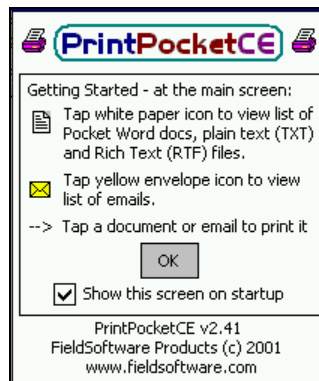 PrintPocketCE
Getting Started - at the main screen:
Tap white paper icon to view list of
Pocket Word docs, plain text (TXT)
and Rich Text (RTF) files.
Tap yellow envelope icon to view
list of emails.
--> Tap a document or email to print it
OK
Show this screen on startup
PrintPocketCE v2.41
FieldSoftware Products (c) 2001
www.fieldsoftware.com